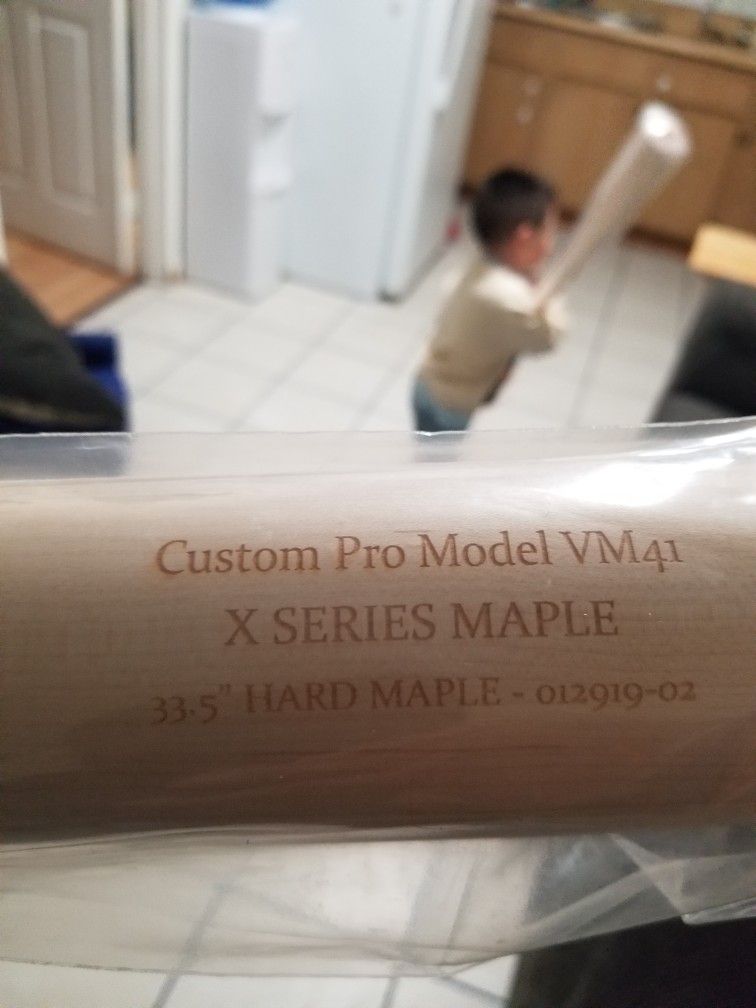 Custom Pro Model VM41
X SERIES MAPLE
33.5" HARD MAPLE - 012919-02